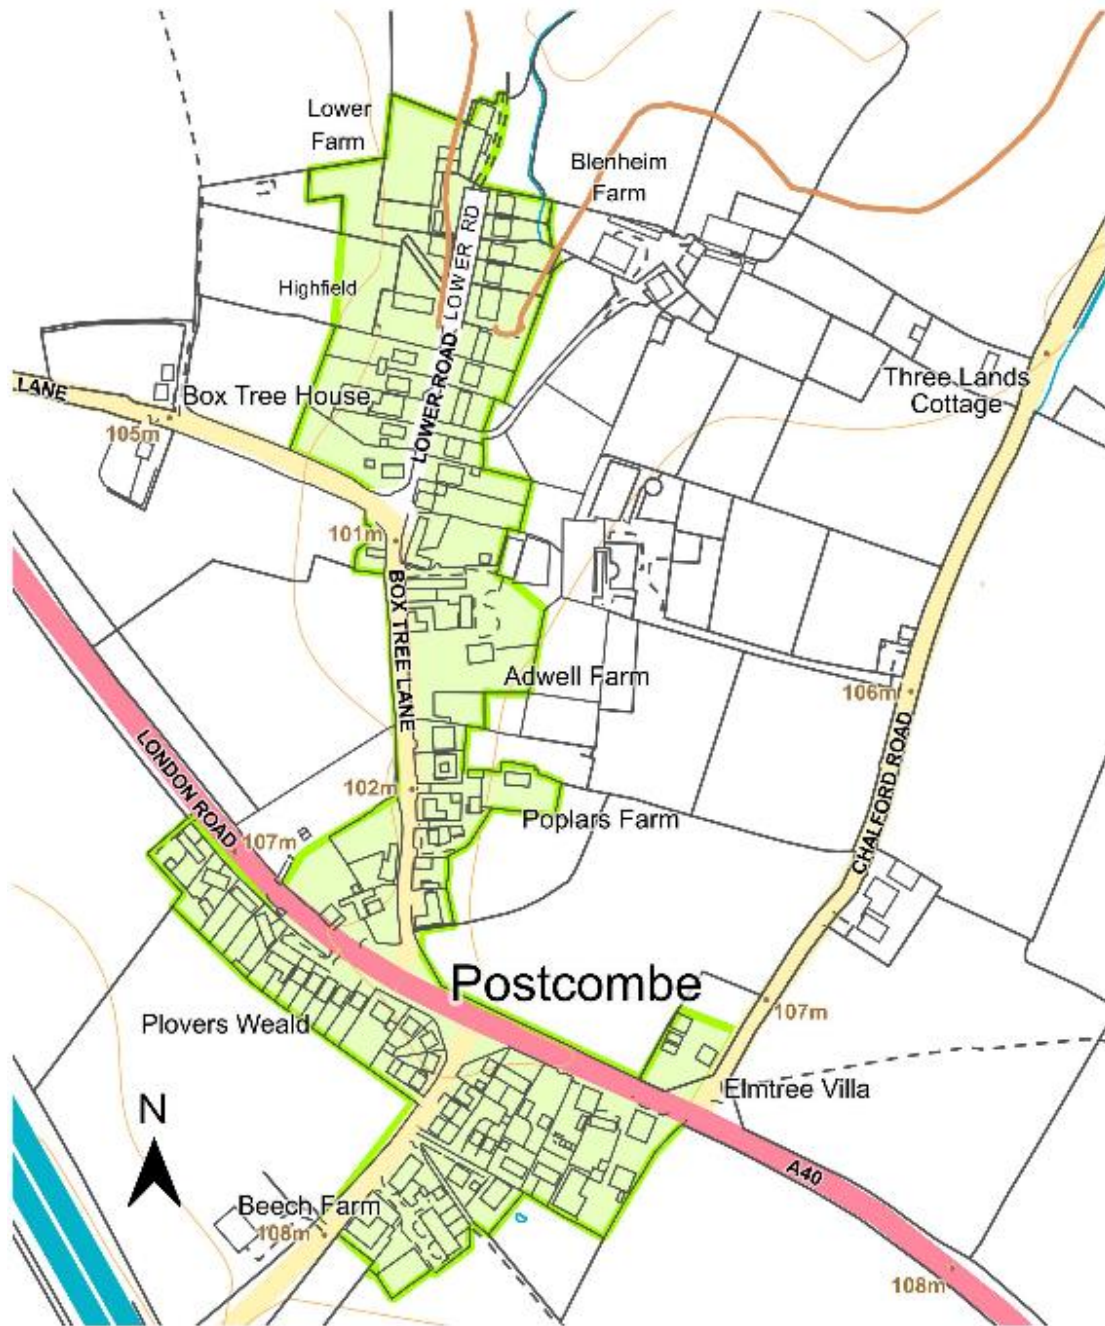 Lower
Farm
Blenheim
Farm
LOWER RD
Highfield
LOWER ROAD
Three Lands
Cottage
LANE
Box Tree House
105m
101m
BOX TREE LANE
Adwell Farm
106m
CHALFORD ROAD
LONDON ROAD
102m
Poplars Farm
107m
Postcombe
107m
Plovers Weald
Elmtree Villa
N
A40
Beech Farm
108m
108m